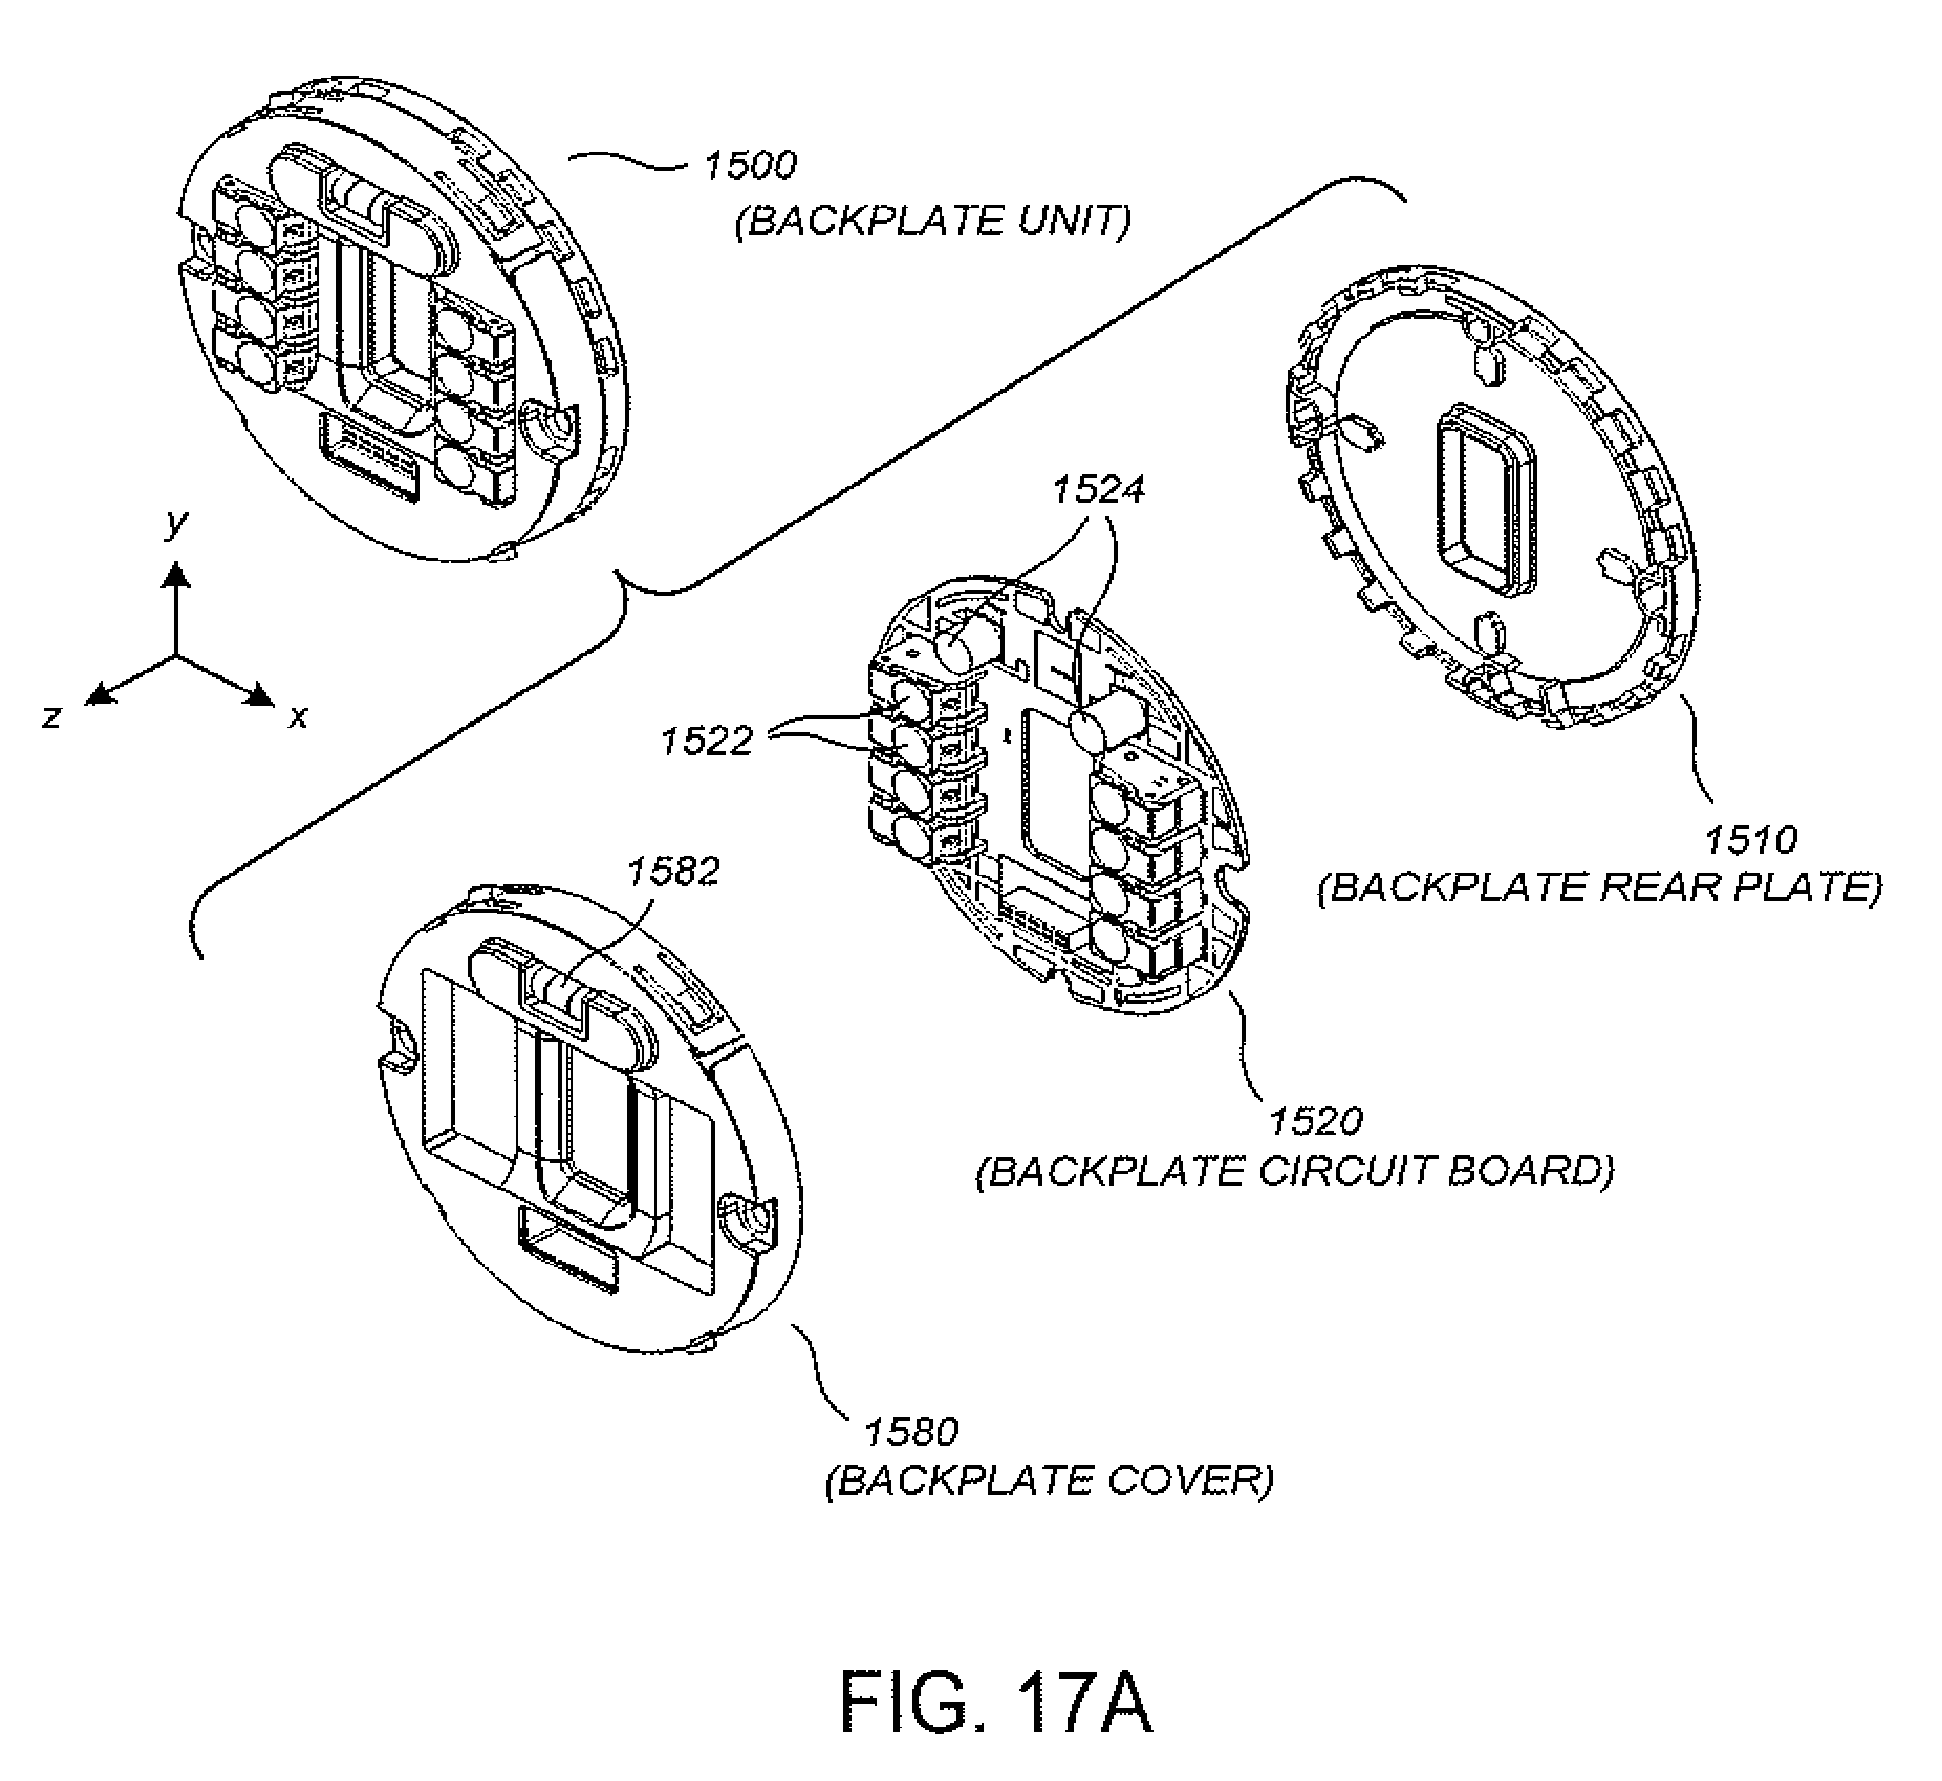 1500
(BACKPLATE UNIT)
1524
y
z
x
1522
1510
(BACKPLATE REAR PLATE)
1582
1520
(BACKPLATE CIRCUIT BOARD)
1580
(BACKPLATE COVER)
FIG. 17A